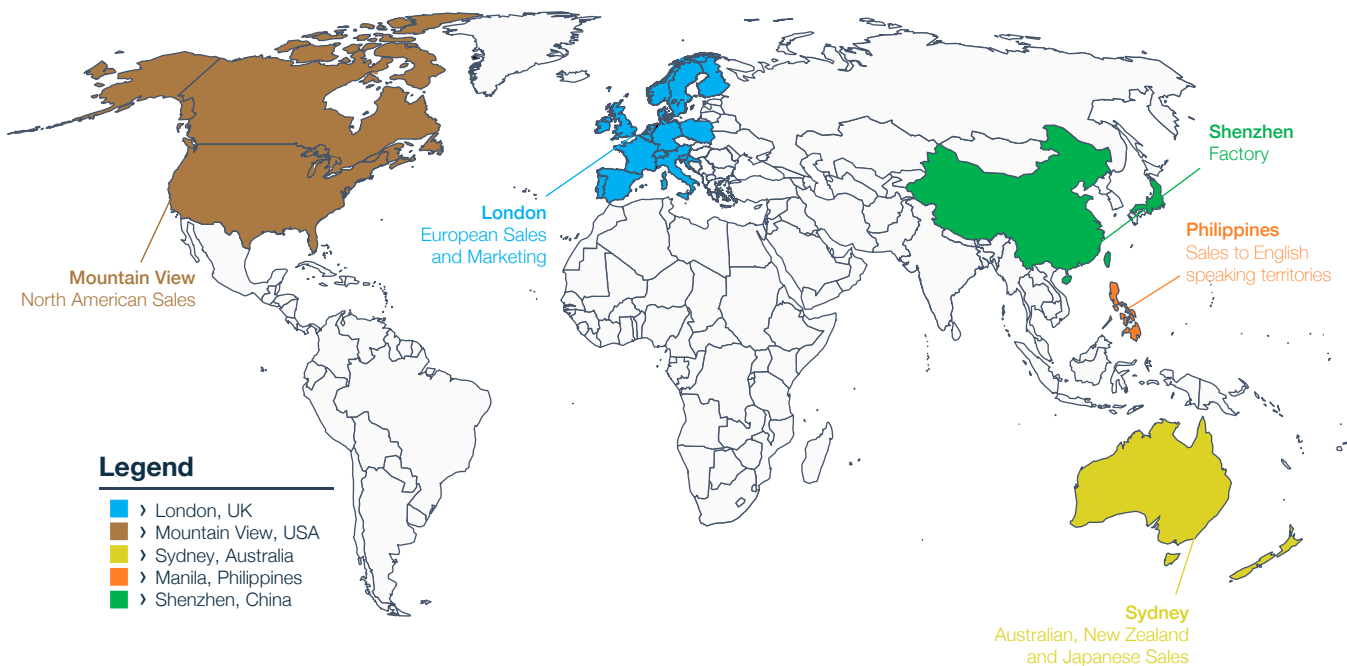 Shenzhen
Factory
London
European Sales
and Marketing
Philippines
Sales to English
speaking territories
Mountain View
North American Sales
Legend
› London, UK
› Mountain View, USA
› Sydney, Australia
› Manila, Philippines
› Shenzhen, China
Sydney
Australian, New Zealand
and Japanese Sales